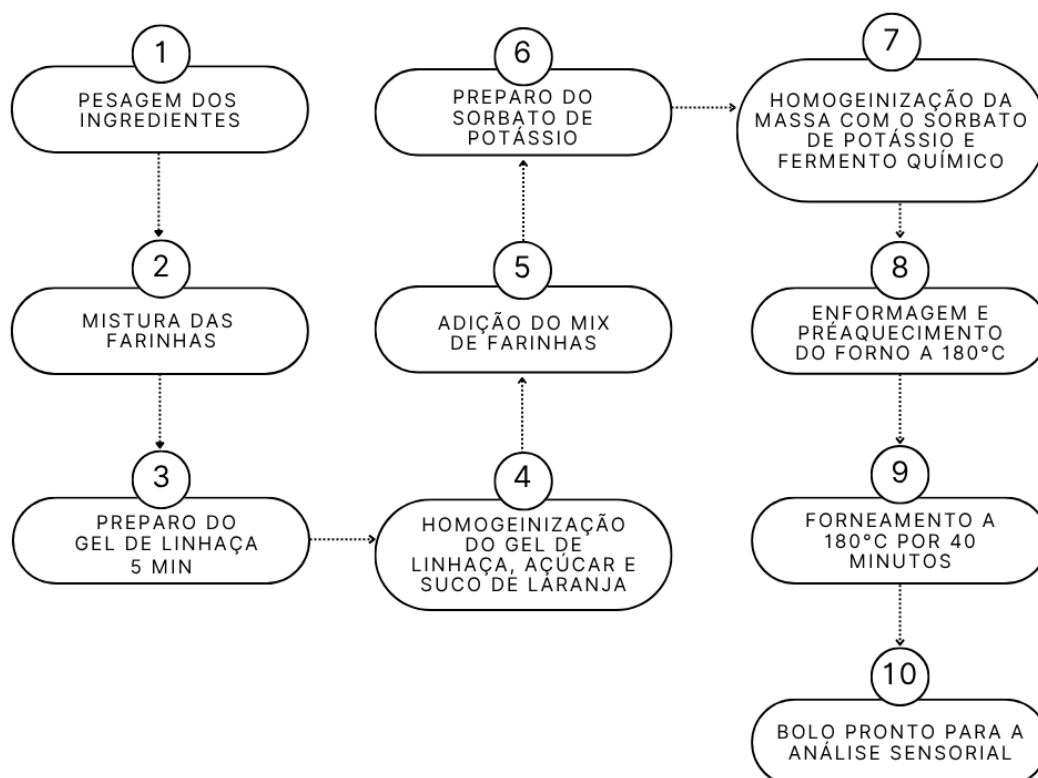 1
PESAGEM DOS
INGREDIENTES
2
MISTURA DAS
FARINHAS
3
PREPARO DO
GEL DE LINHAÇA
5 MIN
4
HOMOGEINIZAÇÃO
DO GEL DE
LINHAÇA, AÇÚCAR E
SUCO DE LARANJA
5
ADIÇÃO DO MIX
DE FARINHAS
6
PREPARO DO
SORBATO DE
POTÁSSIO
7
HOMOGEINIZAÇÃO DA
MASSA COM O SORBATO
DE POTÁSSIO E
FERMENTO QUÍMICO
8
ENFORMAGEM E
PRÉAQUECIMENTO
DO FORNO A 180°C
9
FORNEAMENTO A
180°C POR 40
MINUTOS
10
BOLO PRONTO PARA A
ANÁLISE SENSORIAL